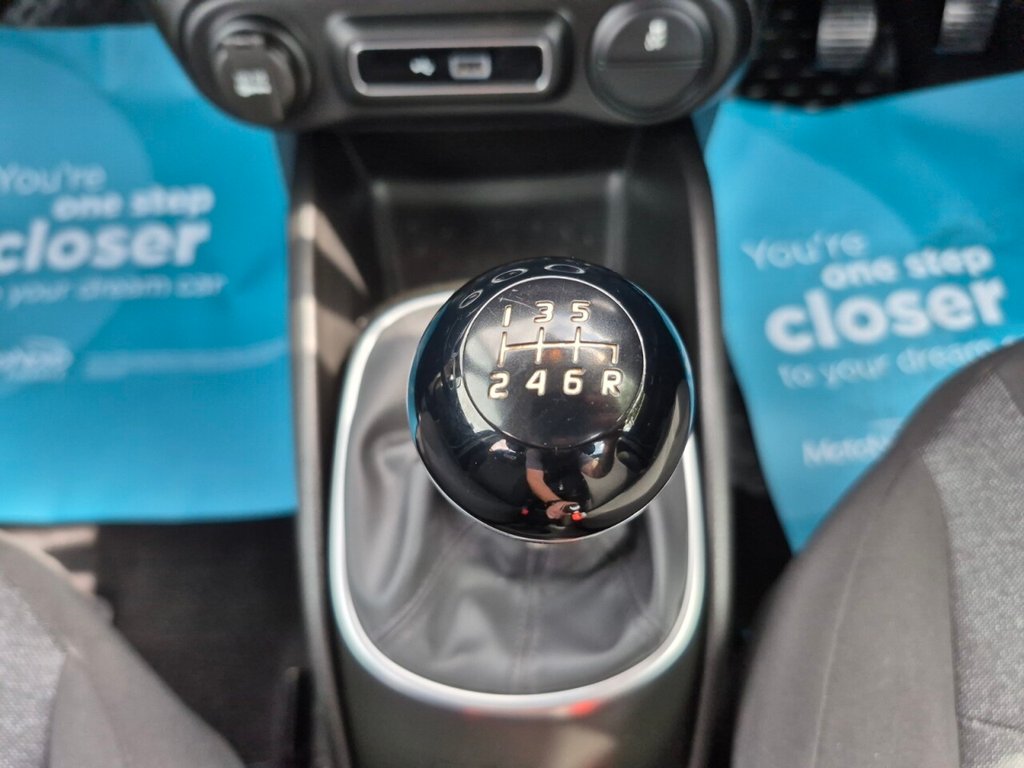 You're
one step
closer
your dream car
1 3 5
2 4 6 R
You're
one step
closer
to your dream